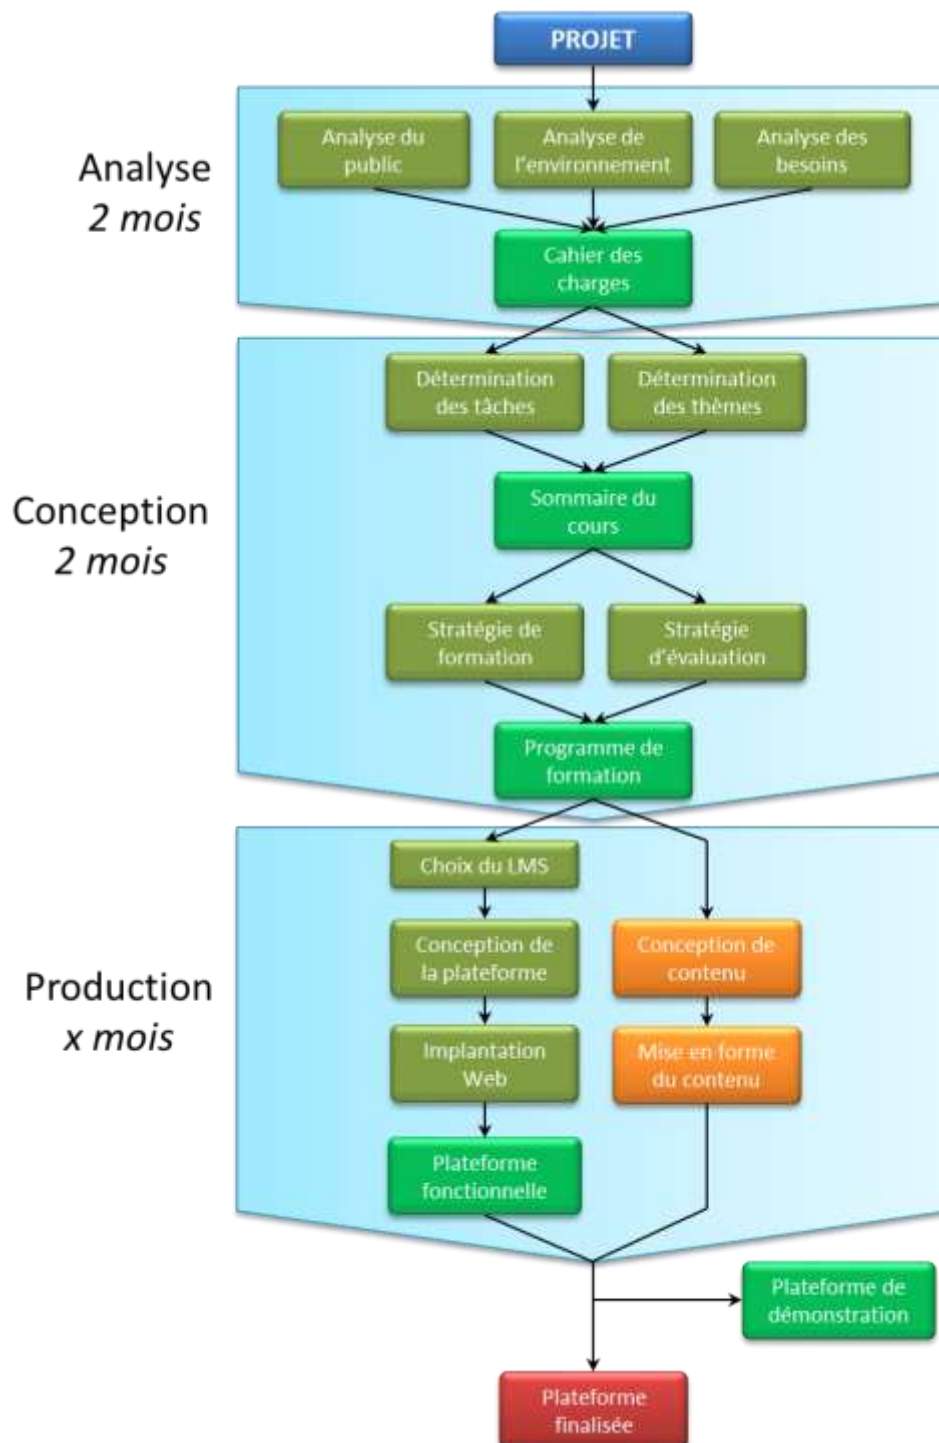 PROJET
Analyse
2 mois
Analyse du
public
Analyse de
l'environnement
Analyse des
besoins
Cahier des
charges
Conception
2 mois
Détermination
des tâches
Détermination
des thèmes
Sommaire du
cours
Stratégie de
formation
Stratégie
d'évaluation
Programme de
formation
Production
x mois
Choix du LMS
Conception de
la plateforme
Conception de
contenu
Implantation
Web
Mise en forme
du contenu
Plateforme
fonctionnelle
Plateforme de
démonstration
Plateforme
finalisée